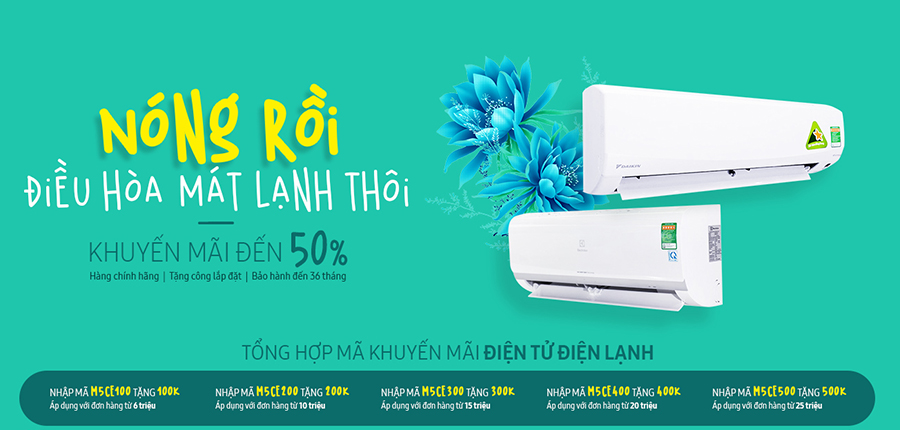 NÓNG RỒI
ĐIỀU HÒA MÁT LẠNH THÔI
KHUYẾN MÃI ĐẾN 50%
Hàng chính hãng | Tặng công lắp đặt | Bảo hành đến 36 tháng
DAIKIN
TỔNG HỢP MÃ KHUYẾN MÃI ĐIỆN TỬ ĐIỆN LẠNH
NHẬP MÃ M5CE100 TẶNG 100K
Áp dụng với đơn hàng từ 6 triệu
NHẬP MÃ M5CE200 TẶNG 200K
Áp dụng với đơn hàng từ 10 triệu
NHẬP MÃ M5CE300 TẶNG 300K
Áp dụng với đơn hàng từ 15 triệu
NHẬP MÃ M5CE400 TẶNG 400K
Áp dụng với đơn hàng từ 20 triệu
NHẬP MÃ M5CE500 TẶNG 500K
Áp dụng với đơn hàng từ 25 triệu